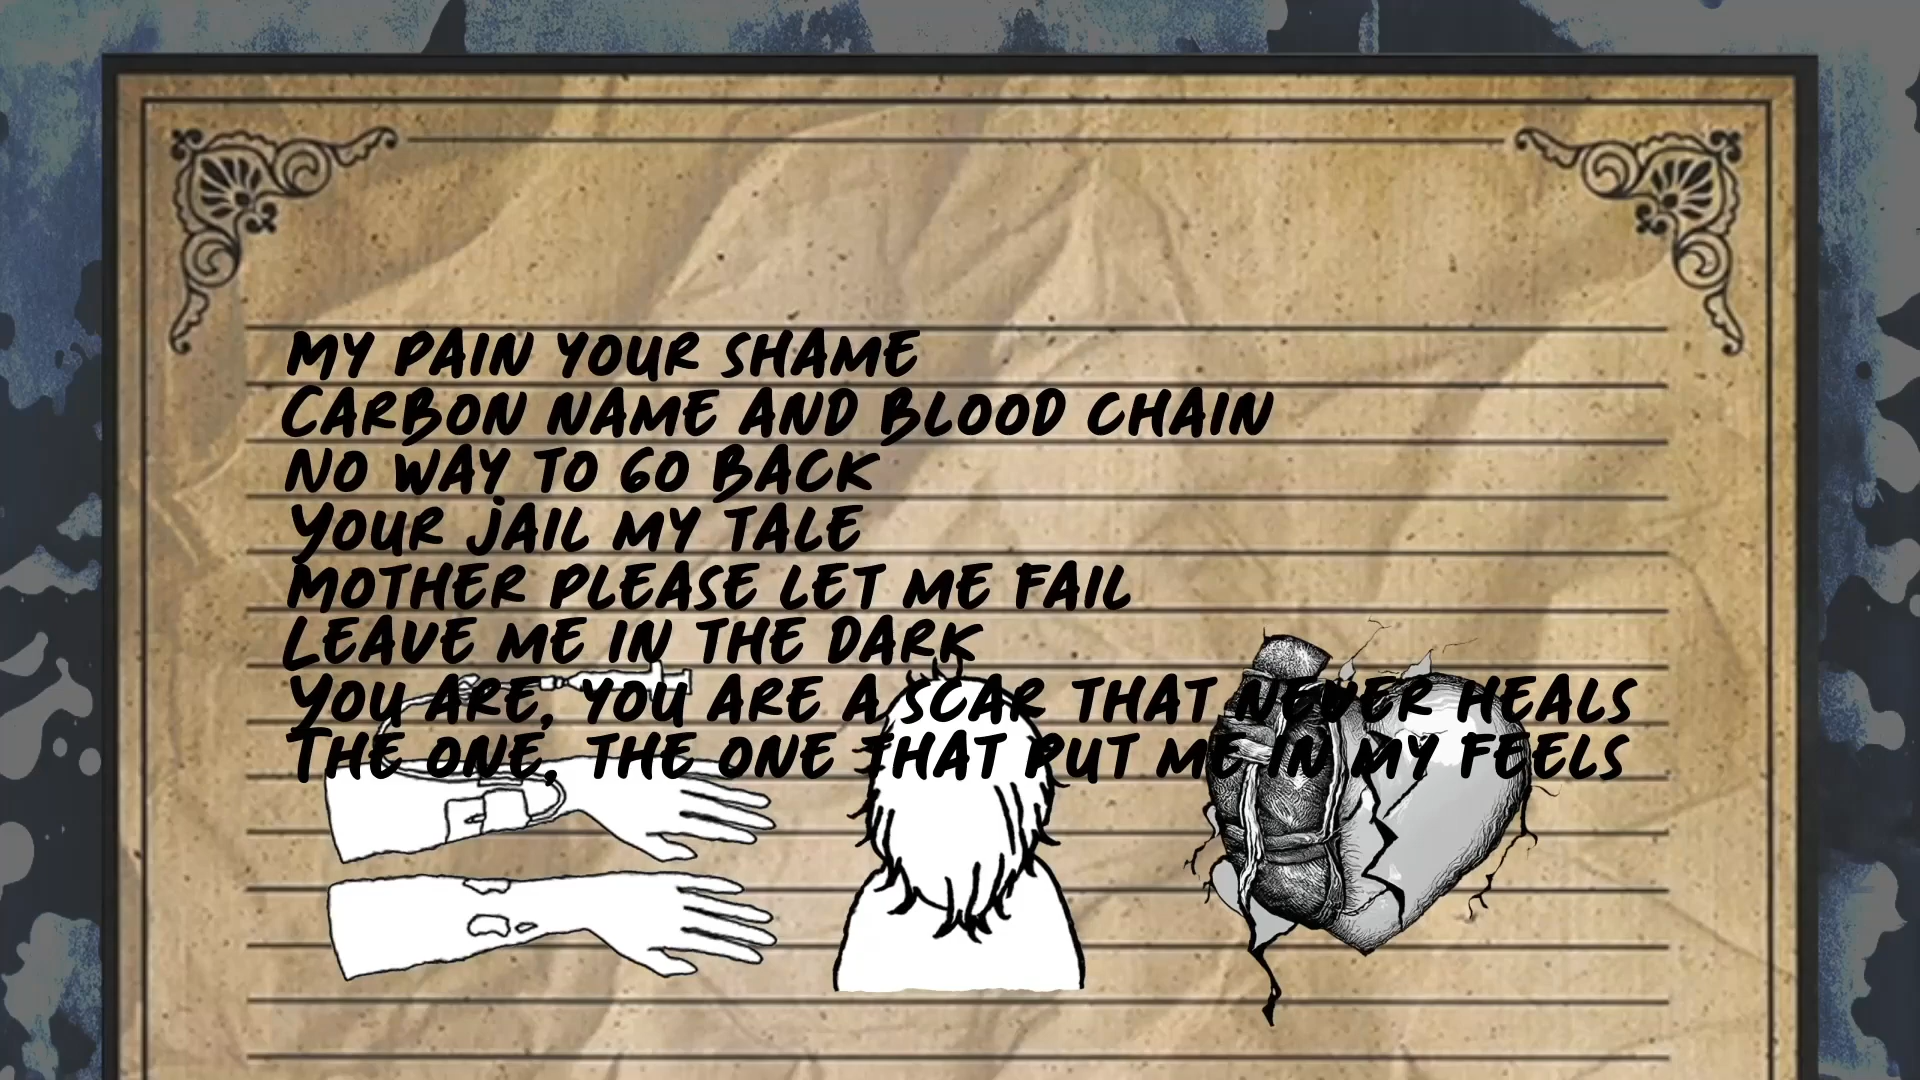 MY PAIN YOUR SHAME
CARBON NAME AND BLOOD CHAIN
NO WAY TO GO BACK
YOUR JAIL MY TALE
MOTHER PLEASE LET ME FAIL
LEAVE ME IN THE DARK
YOU ARE, YOU ARE A SCAR THAT NEVER HEALS
THE ONE, THE ONE THAT PUT ME IN MY FEELS